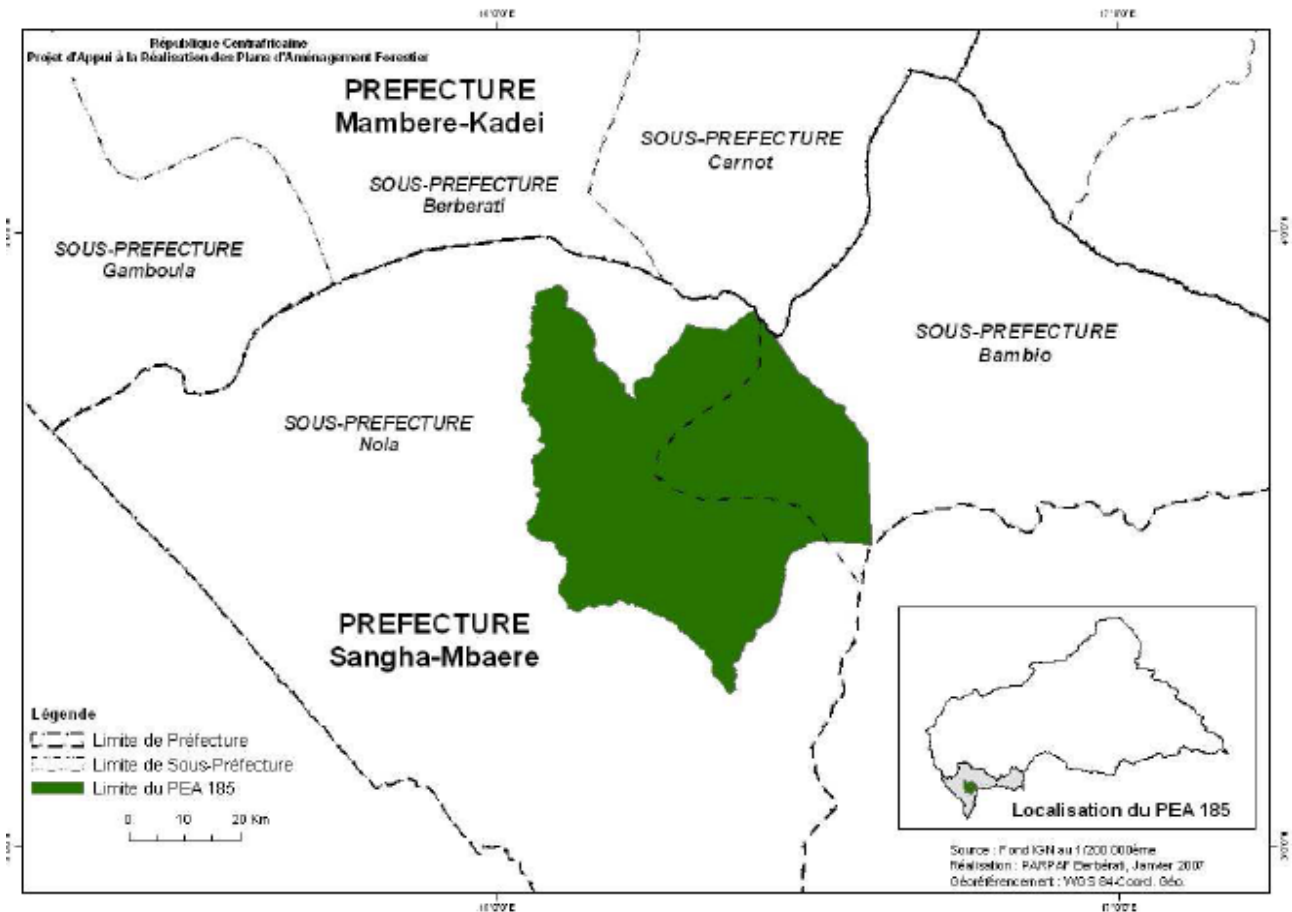 République Centrafricaine
Projet d'Appui à la Réalisation des Plans d'Aménagement Forestier
PREFECTURE
Mambere-Kadei
SOUS-PREFECTURE
Carnot
SOUS-PREFECTURE
Berberati
SOUS-PREFECTURE
Gamboula
SOUS-PREFECTURE
Bambio
SOUS-PREFECTURE
Nola
PREFECTURE
Sangha-Mbaere
Légende
Limite de Préfecture
Limite de Sous-Préfecture
Limite du PEA 185
0 10 20 Km
Localisation du PEA 185
Source : Fond IGN au 1/200 000ème
Réalisation : PARPAF Berbérati, Janvier 2007
Géoréférencement : WGS 84-Coord. Géo.